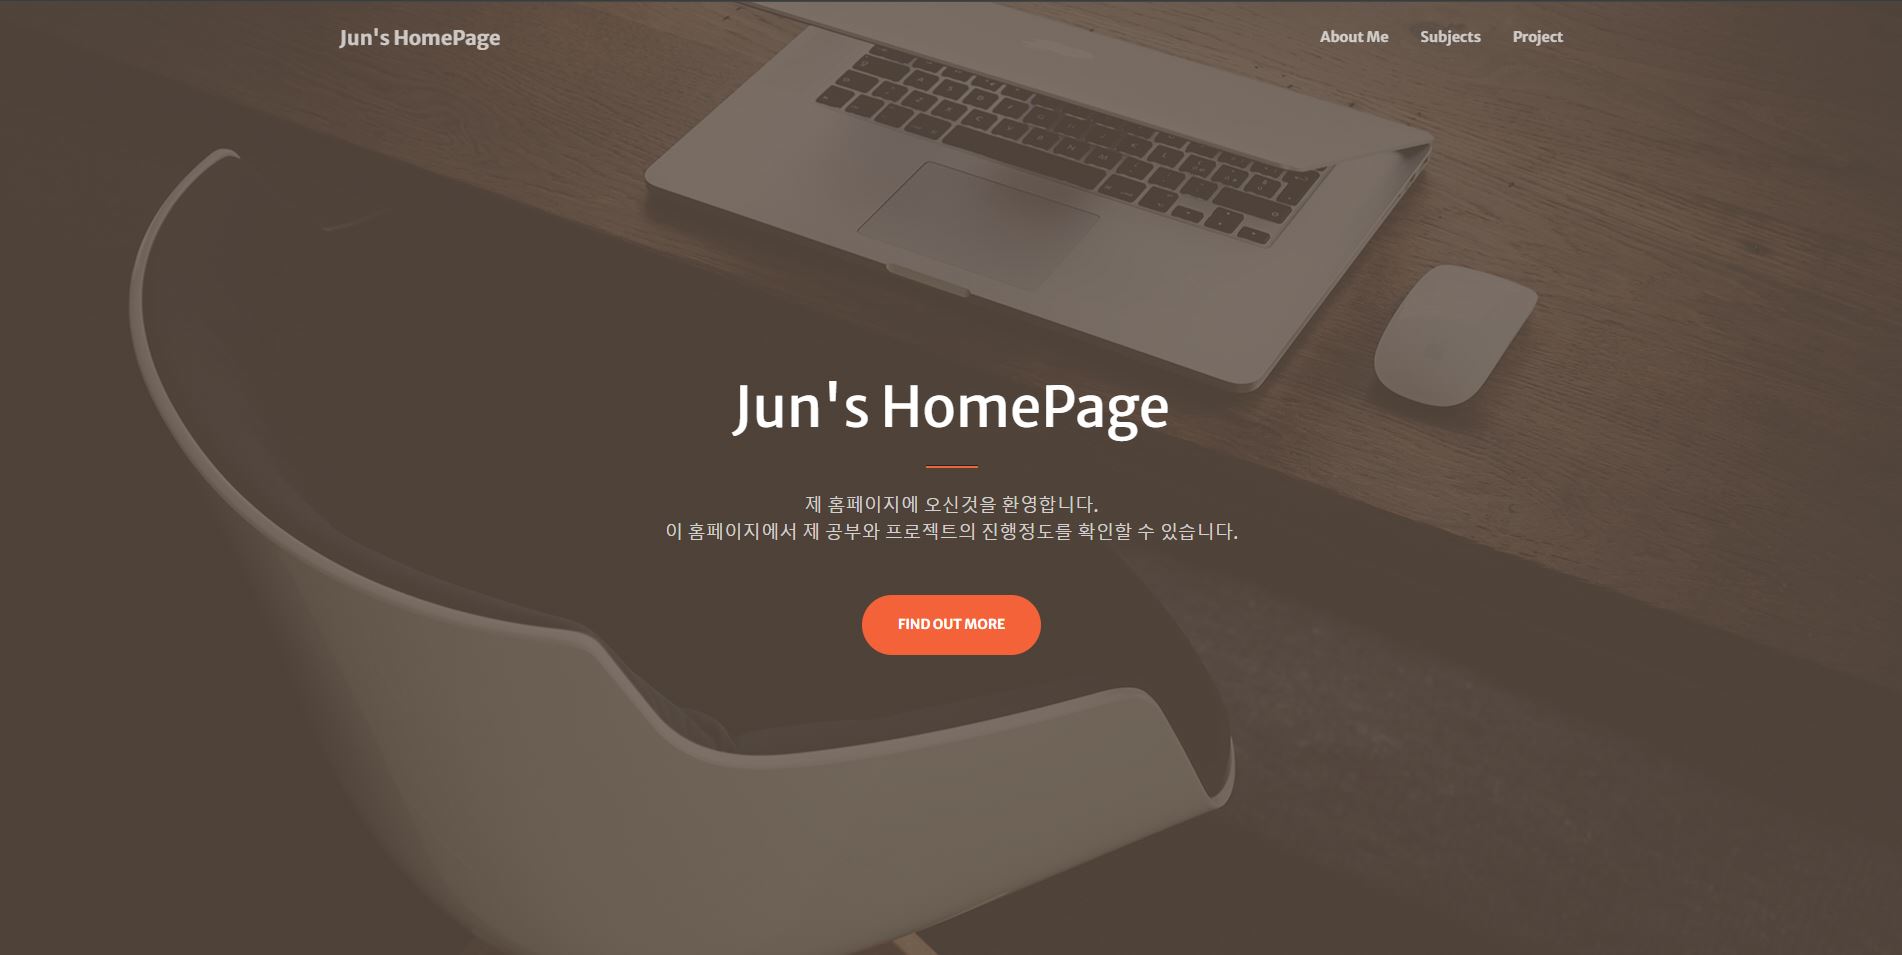 Jun's HomePage
About Me
Subjects
Project
Jun's HomePage
제 홈페이지에 오신것을 환영합니다.
이 홈페이지에서 제 공부와 프로젝트의 진행정도를 확인할 수 있습니다.
FIND OUT MORE